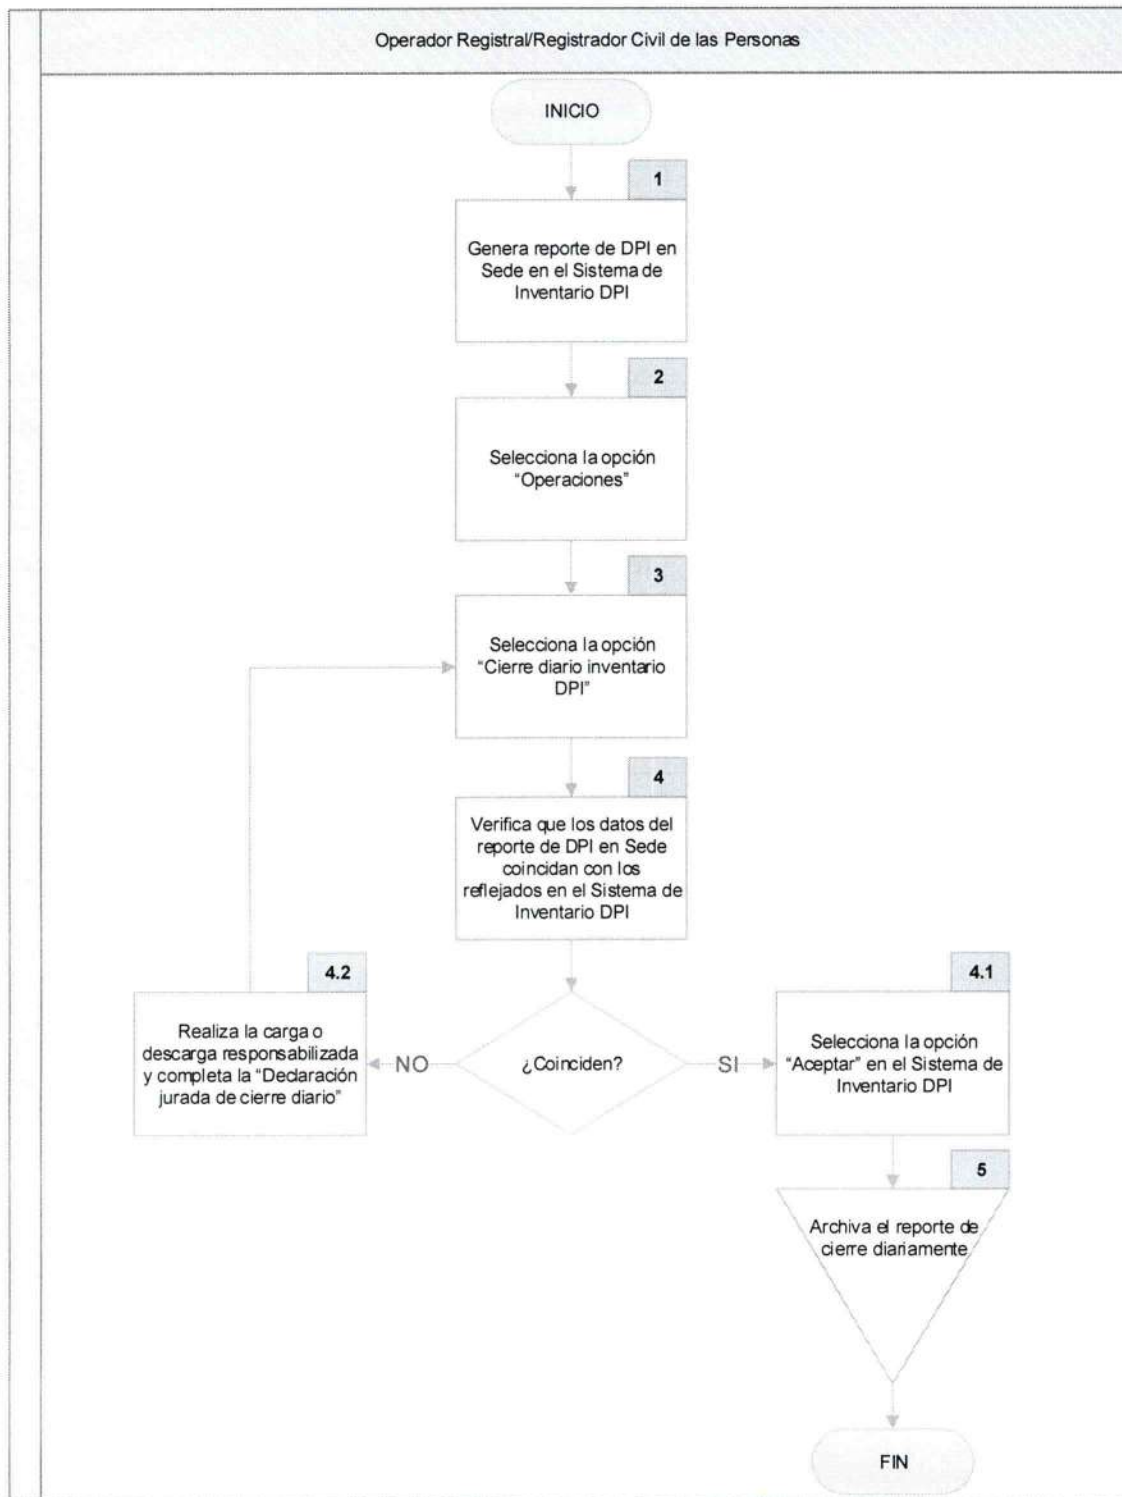 Operador Registral/Registrador Civil de las Personas
INICIO
1
Genera reporte de DPI en
Sede en el Sistema de
Inventario DPI
2
Selecciona la opción
“Operaciones”
3
Selecciona la opción
“Cierre diario inventario
DPI”
4
Verifica que los datos del
reporte de DPI en Sede
coincidan con los
reflejados en el Sistema de
Inventario DPI
¿Coinciden?
NO
4.2
Realiza la carga o
descarga responsabilizada
y completa la “Declaración
jurada de cierre diario”
SI
4.1
Selecciona la opción
“Aceptar” en el Sistema de
Inventario DPI
5
Archiva el reporte de
cierre diariamente
FIN